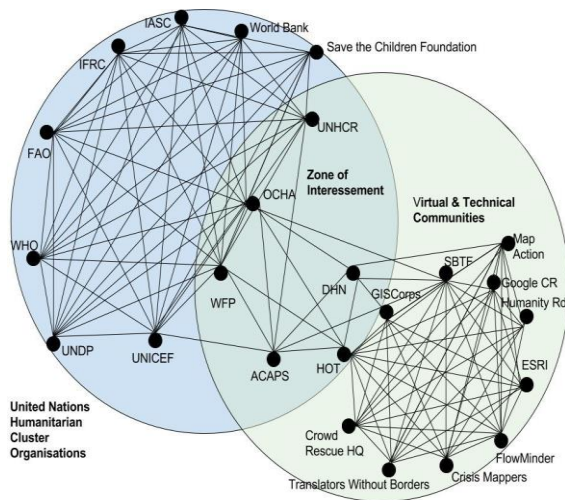 IASC
World Bank
IFRC
Save the Children Foundation
UNHCR
FAO
Zone of
Interessement
OCHA
Virtual & Technical
Communities
WHO
Map
Action
SBTF
WFP
DHN
Google CR
GISCorps
Humanity Rd
UNDP
UNICEF
ACAPS
HOT
ESRI
United Nations
Humanitarian
Cluster
Organisations
Crowd
Rescue HQ
FlowMinder
Crisis Mappers
Translators Without Borders